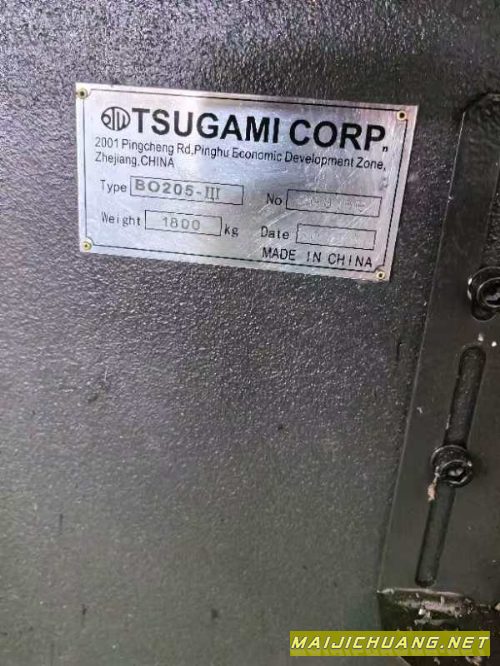 TSUGAMI CORP.
2001 Pingcheng Rd,Pinghu Economic Development Zone,
Zhejiang,CHINA
Type BO205-III No
Weight 1800 kg Date
MADE IN CHINA
MAIJICHUANG.NET